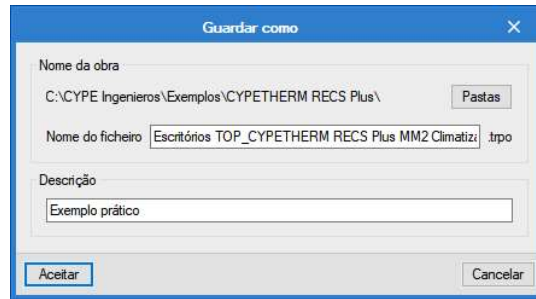 Guardar como
Nome da obra
C:\CYPE Ingenieros\Exemplos\CYPETHERM RECS Plus\
Pastas
Nome do ficheiro Escritórios TOP_CYPETHERM RECS Plus MM2 Climatiza .trpo
Descrição
Exemplo prático
Aceitar Cancelar